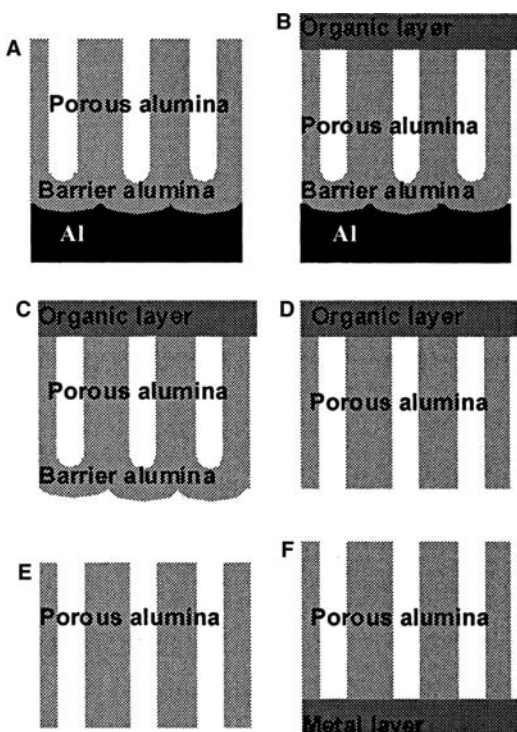 A
Porous alumina
Barrier alumina
Al
B
Organic layer
Porous alumina
Barrier alumina
Al
C
Organic layer
Porous alumina
Barrier alumina
D
Organic layer
Porous alumina
E
Porous alumina
F
Porous alumina
Metal layer